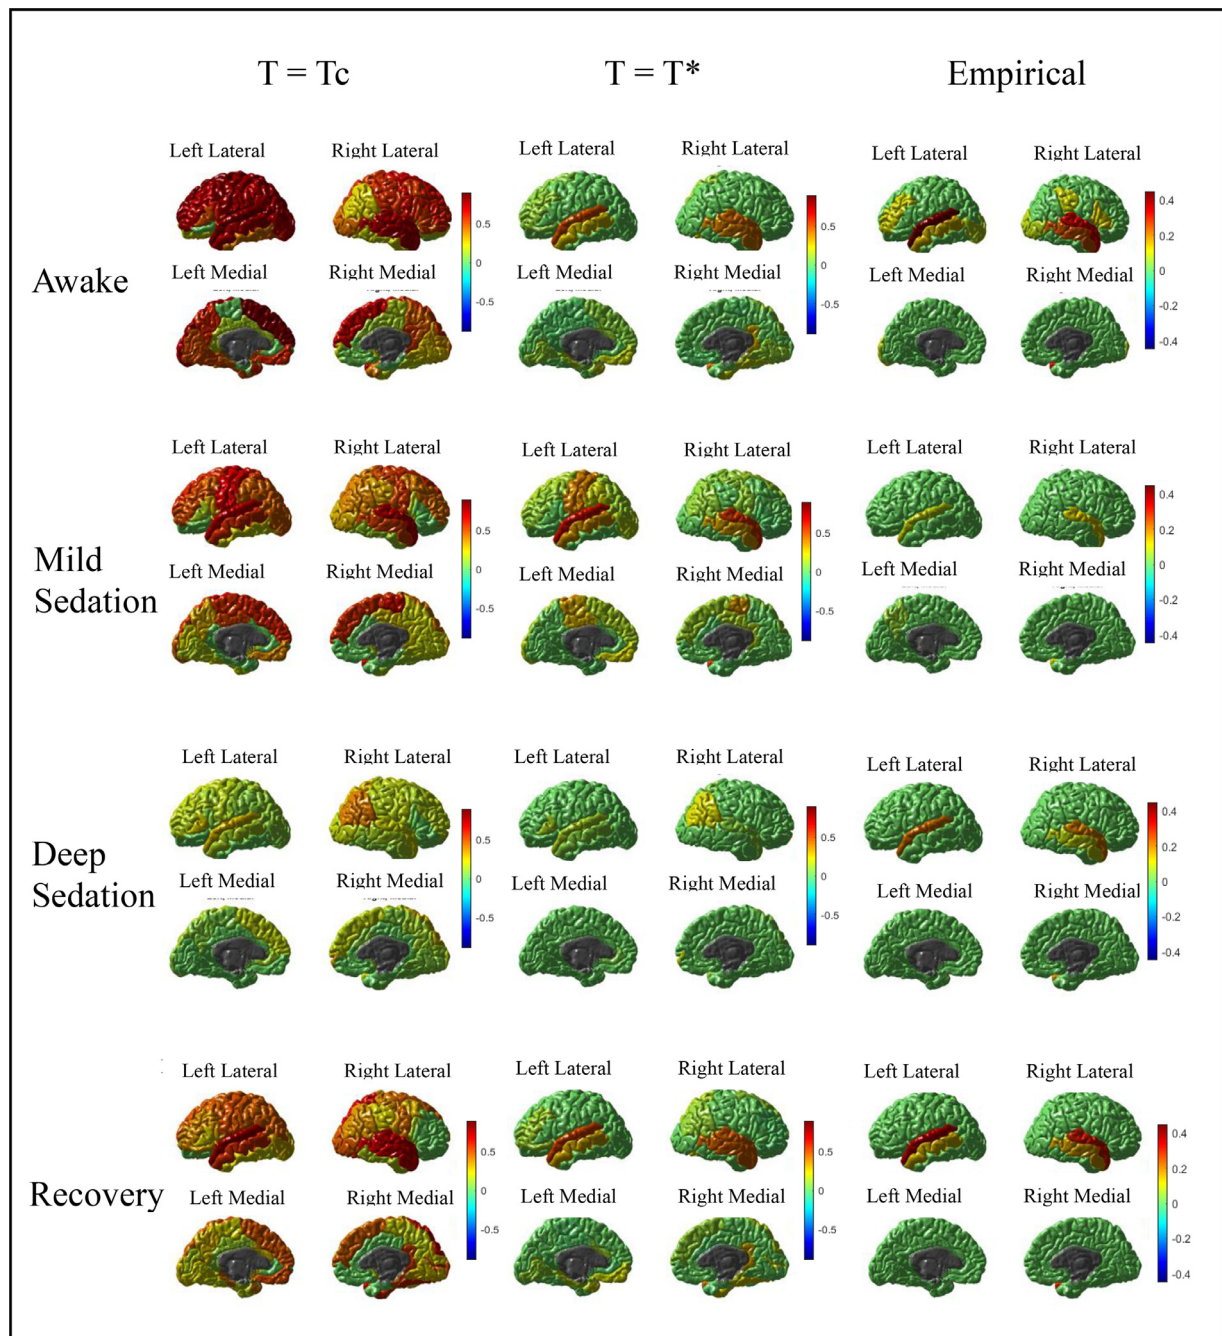 T = Tc T = T* Empirical
Left Lateral Right Lateral Left Lateral Right Lateral Left Lateral Right Lateral
0.5 0 -0.5 0.5 0 -0.5 0.4 0.2 0 -0.2 -0.4
Awake
Left Medial Right Medial Left Medial Right Medial Left Medial Right Medial
Left Lateral Right Lateral Left Lateral Right Lateral Left Lateral Right Lateral
0.5 0 -0.5 0.5 0 -0.5 0.4 0.2 0 -0.2 -0.4
Mild
Sedation
Left Medial Right Medial Left Medial Right Medial Left Medial Right Medial
Left Lateral Right Lateral Left Lateral Right Lateral Left Lateral Right Lateral
0.5 0 -0.5 0.5 0 -0.5 0.4 0.2 0 -0.2 -0.4
Deep
Sedation
Left Medial Right Medial Left Medial Right Medial Left Medial Right Medial
Left Lateral Right Lateral Left Lateral Right Lateral Left Lateral Right Lateral
0.5 0 -0.5 0.5 0 -0.5 0.4 0.2 0 -0.2 -0.4
Recovery
Left Medial Right Medial Left Medial Right Medial Left Medial Right Medial